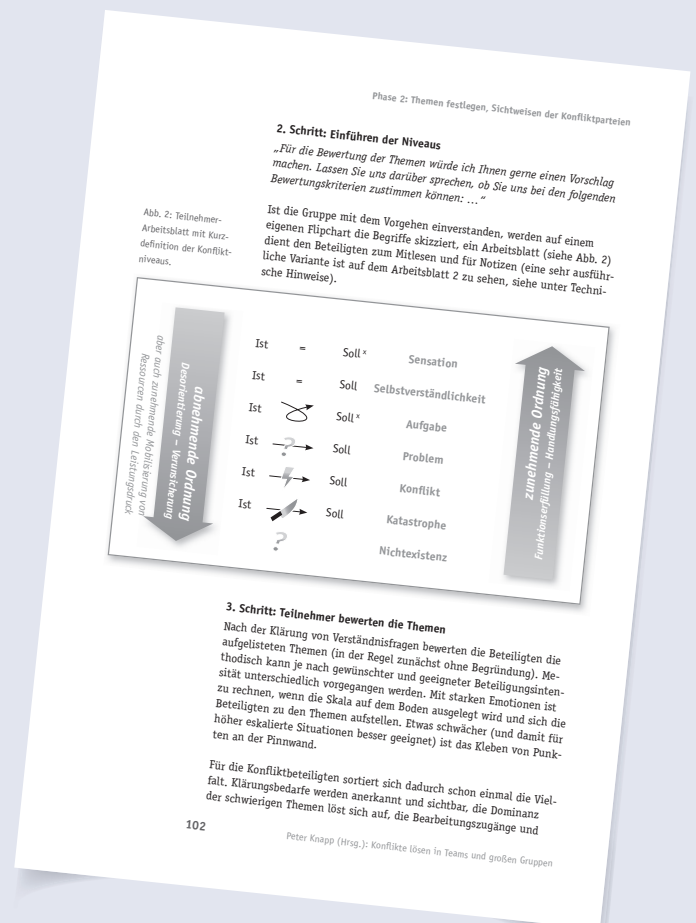 Phase 2: Themen festlegen, Sichtweisen der Konfliktparteien
2. Schritt: Einführen der Niveaus
„Für die Bewertung der Themen würde ich Ihnen gerne einen Vorschlag
machen. Lassen Sie uns darüber sprechen, ob Sie uns bei den folgenden
Bewertungskriterien zustimmen können: …“
Ist die Gruppe mit dem Vorgehen einverstanden, werden auf einem
eigenen Flipchart die Begriffe skizziert, ein Arbeitsblatt (siehe Abb. 2)
dient den Beteiligten zum Mitlesen und für Notizen (eine sehr ausführ-
liche Variante ist auf dem Arbeitsblatt 2 zu sehen, siehe unter Techni-
sche Hinweise).
Abb. 2: Teilnehmer-
Arbeitsblatt mit Kurz-
definition der Konflikt-
niveaus.
abnehmende Ordnung
Desorientierung – Verunsicherung
aber auch zunehmende Mobilisierung von
Ressourcen durch den Leistungsdruck
Ist = Soll x Sensation
Ist = Soll Selbstverständlichkeit
Ist Soll x Aufgabe
Ist ? Soll Problem
Ist Soll Konflikt
Ist Soll Katastrophe
? Nichtexistenz
zunehmende Ordnung
Funktionserfüllung – Handlungsfähigkeit
3. Schritt: Teilnehmer bewerten die Themen
Nach der Klärung von Verständnisfragen bewerten die Beteiligten die
aufgelisteten Themen (in der Regel zunächst ohne Begründung). Me-
thodisch kann je nach gewünschter und geeigneter Beteiligungsinten-
sität unterschiedlich vorgegangen werden. Mit starken Emotionen ist
zu rechnen, wenn die Skala auf dem Boden ausgelegt wird und sich die
Beteiligten zu den Themen aufstellen. Etwas schwächer (und damit für
höher eskalierte Situationen besser geeignet) ist das Kleben von Punk-
ten an der Pinnwand.
Für die Konfliktbeteiligten sortiert sich dadurch schon einmal die Viel-
falt. Klärungsbedarfe werden anerkannt und sichtbar, die Dominanz
der schwierigen Themen löst sich auf, die Bearbeitungszugänge und
102
Peter Knapp (Hrsg.): Konflikte lösen in Teams und großen Gruppen